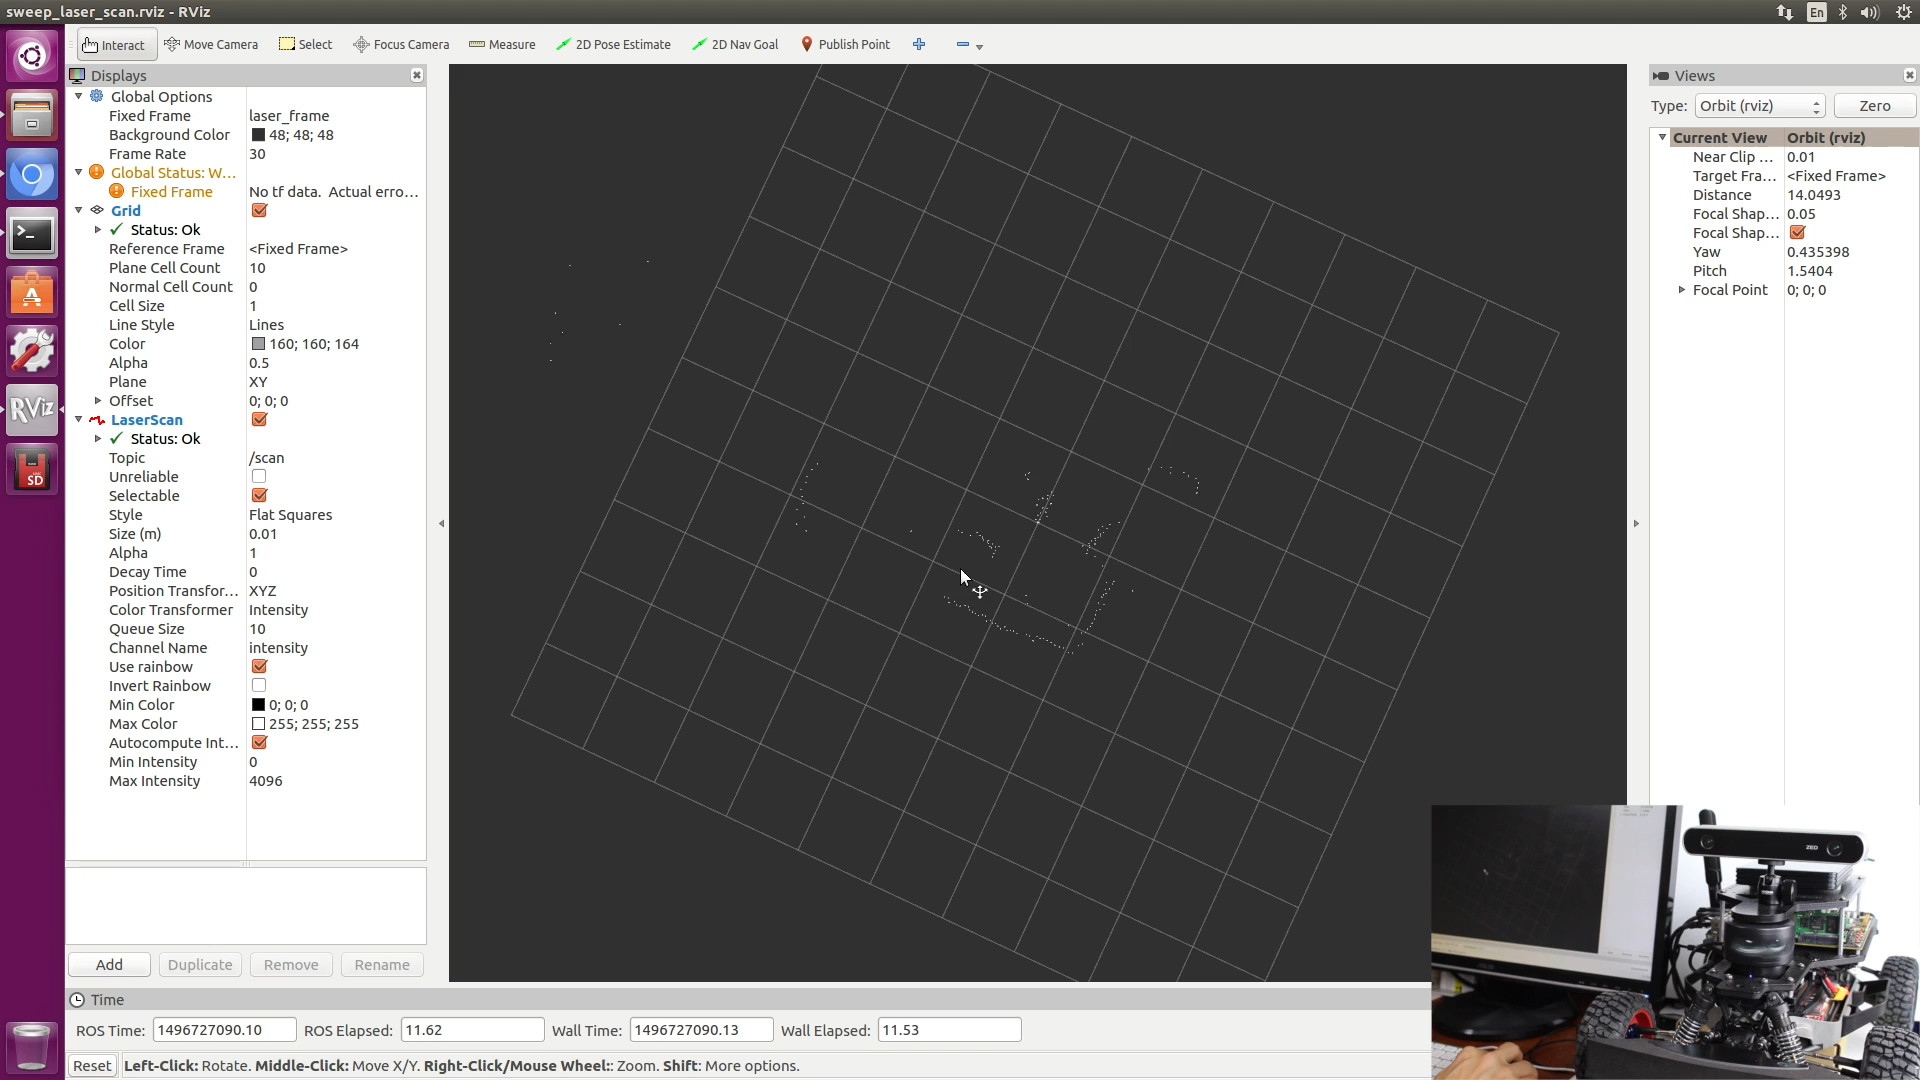 sweep_laser_scan.rviz - RViz
En
Interact
Move Camera
Select
Focus Camera
Measure
2D Pose Estimate
2D Nav Goal
Publish Point
Displays
Global Options
Fixed Frame laser_frame
Background Color 48; 48; 48
Frame Rate 30
Global Status: W...
Fixed Frame No tf data. Actual erro...
Grid
Status: Ok
Reference Frame <Fixed Frame>
Plane Cell Count 10
Normal Cell Count 0
Cell Size 1
Line Style Lines
Color 160; 160; 164
Alpha 0.5
Plane XY
Offset 0; 0; 0
LaserScan
Status: Ok
Topic /scan
Unreliable
Selectable
Style Flat Squares
Size (m) 0.01
Alpha 1
Decay Time 0
Position Transfor... XYZ
Color Transformer Intensity
Queue Size 10
Channel Name intensity
Use rainbow
Invert Rainbow
Min Color 0; 0; 0
Max Color 255; 255; 255
Autocompute Int...
Min Intensity 0
Max Intensity 4096
Add
Duplicate
Remove
Rename
Views
Type: Orbit (rviz) Zero
Current View Orbit (rviz)
Near Clip ... 0.01
Target Fra... <Fixed Frame>
Distance 14.0493
Focal Shap... 0.05
Focal Shap...
Yaw 0.435398
Pitch 1.5404
Focal Point 0; 0; 0
RViz
SD
ZED
Time
ROS Time: 1496727090.10 ROS Elapsed: 11.62 Wall Time: 1496727090.13 Wall Elapsed: 11.53
Reset Left-Click: Rotate. Middle-Click: Move X/Y. Right-Click/Mouse Wheel:: Zoom. Shift: More options.